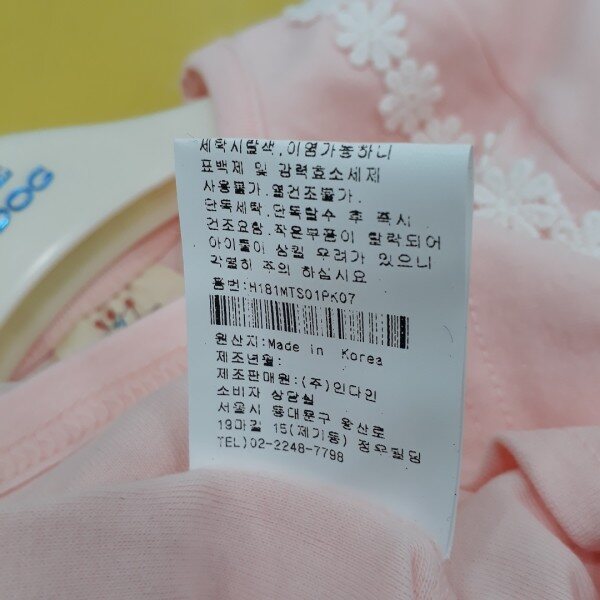 세탁시탈색,이염가능하니
표백제 및 강력효소세제
사용불가.열건조불가.
단독세탁,단독탈수 후 즉시
건조요함.작은부품이 탈락되어
아이들이 삼킬 우려가 있으니
각별히 주의 하십시요
품번:H181MTS01PK07
원산지:Made in Korea
제조년월:
제조판매원:(주)인다인
소비자 상담실
서울시 동대문구 왕산로
19마길 15(제기동) 정우빌딩
TEL)02-2248-7798
DOG